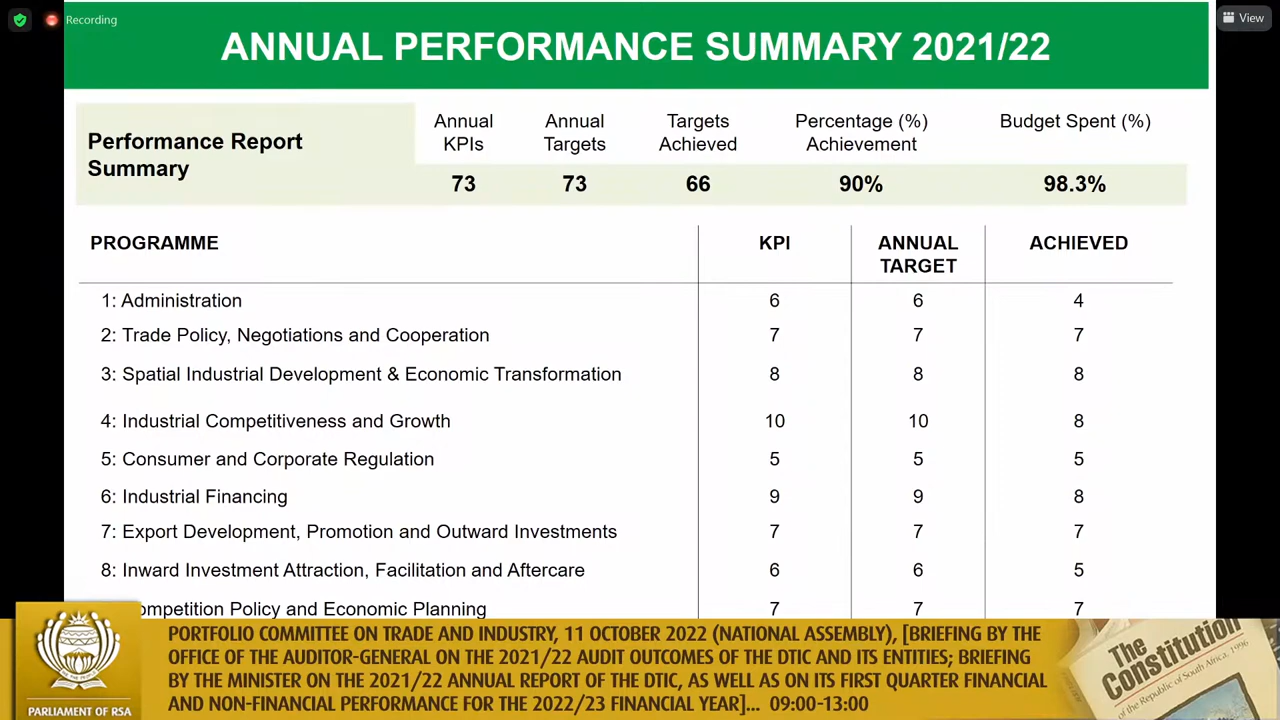 Recording
View
ANNUAL PERFORMANCE SUMMARY 2021/22
Performance Report Summary
Annual KPIs Annual Targets Targets Achieved Percentage (%) Achievement Budget Spent (%)
73 73 66 90% 98.3%
PROGRAMME KPI ANNUAL TARGET ACHIEVED
1: Administration 6 6 4
2: Trade Policy, Negotiations and Cooperation 7 7 7
3: Spatial Industrial Development & Economic Transformation 8 8 8
4: Industrial Competitiveness and Growth 10 10 8
5: Consumer and Corporate Regulation 5 5 5
6: Industrial Financing 9 9 8
7: Export Development, Promotion and Outward Investments 7 7 7
8: Inward Investment Attraction, Facilitation and Aftercare 6 6 5
ompetition Policy and Economic Planning 7 7 7
PORTFOLIO COMMITTEE ON TRADE AND INDUSTRY, 11 OCTOBER 2022 (NATIONAL ASSEMBLY), [BRIEFING BY THE
OFFICE OF THE AUDITOR-GENERAL ON THE 2021/22 AUDIT OUTCOMES OF THE DTIC AND ITS ENTITIES; BRIEFING
BY THE MINISTER ON THE 2021/22 ANNUAL REPORT OF THE DTIC, AS WELL AS ON ITS FIRST QUARTER FINANCIAL
AND NON-FINANCIAL PERFORMANCE FOR THE 2022/23 FINANCIAL YEAR]... 09:00-13:00
PARLIAMENT OF RSA
The
Constitution
of the Republic of South Africa, 1996